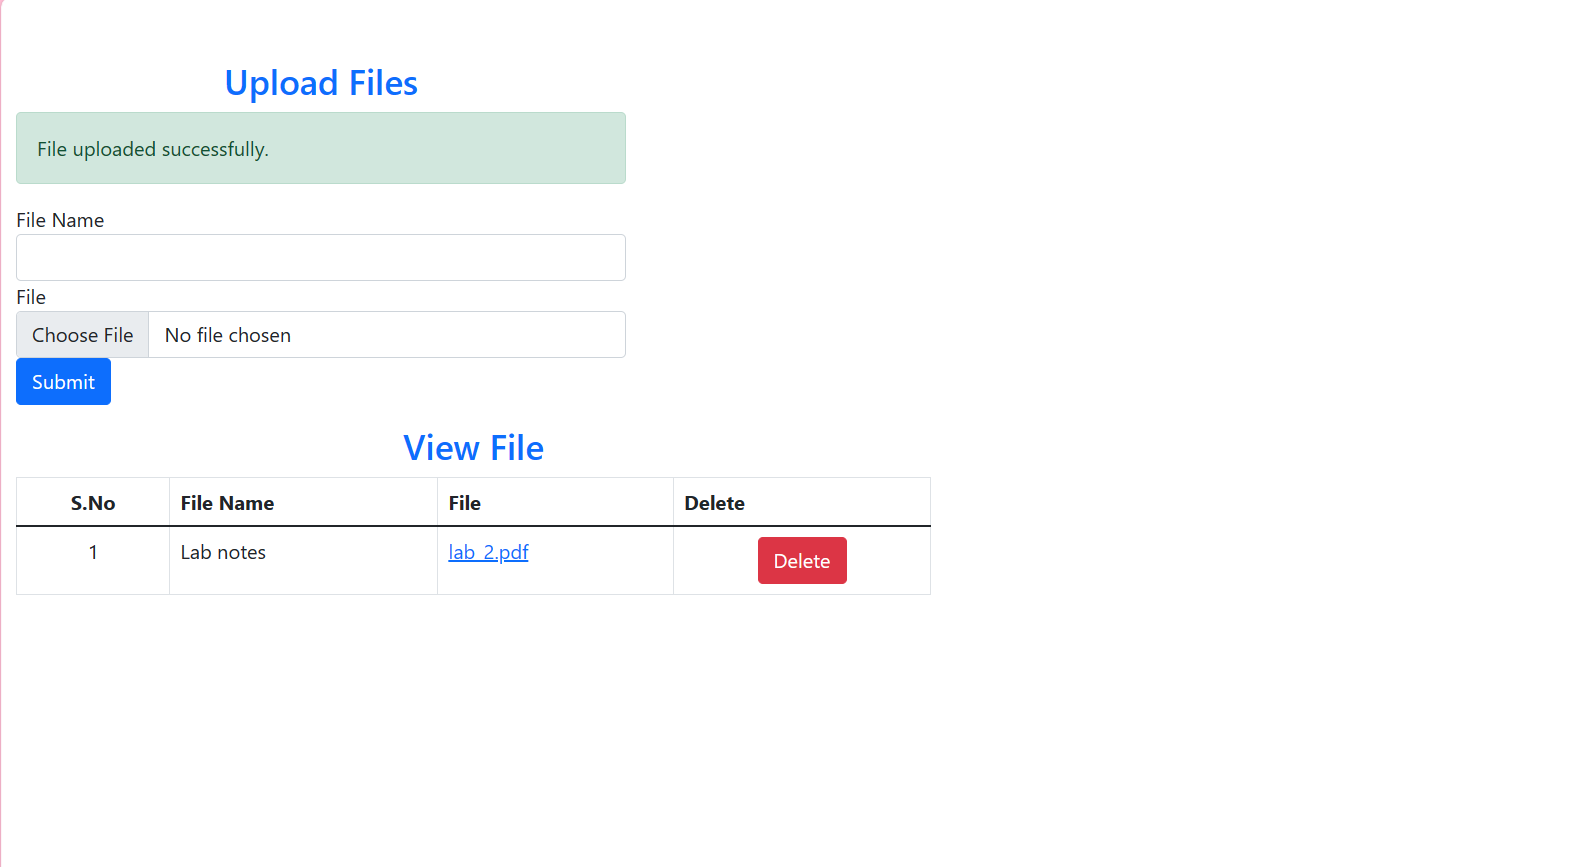 Upload Files
File uploaded successfully.
File Name
File
Choose File No file chosen
Submit
View File
S.No File Name File Delete
1 Lab notes lab_2.pdf Delete